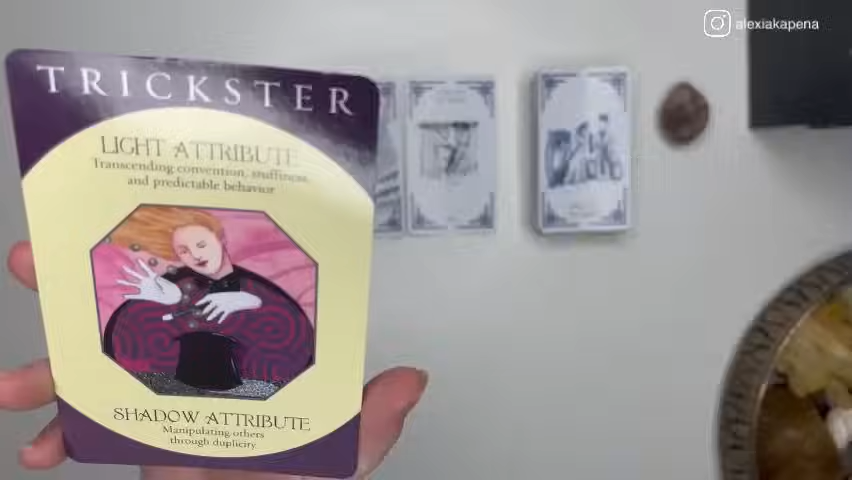 alexiakapena
TRICKSTER
LIGHT ATTRIBUTE
Transcending convention, stuffiness
and predictable behavior
SHADOW ATTRIBUTE
Manipulating others
through duplicity